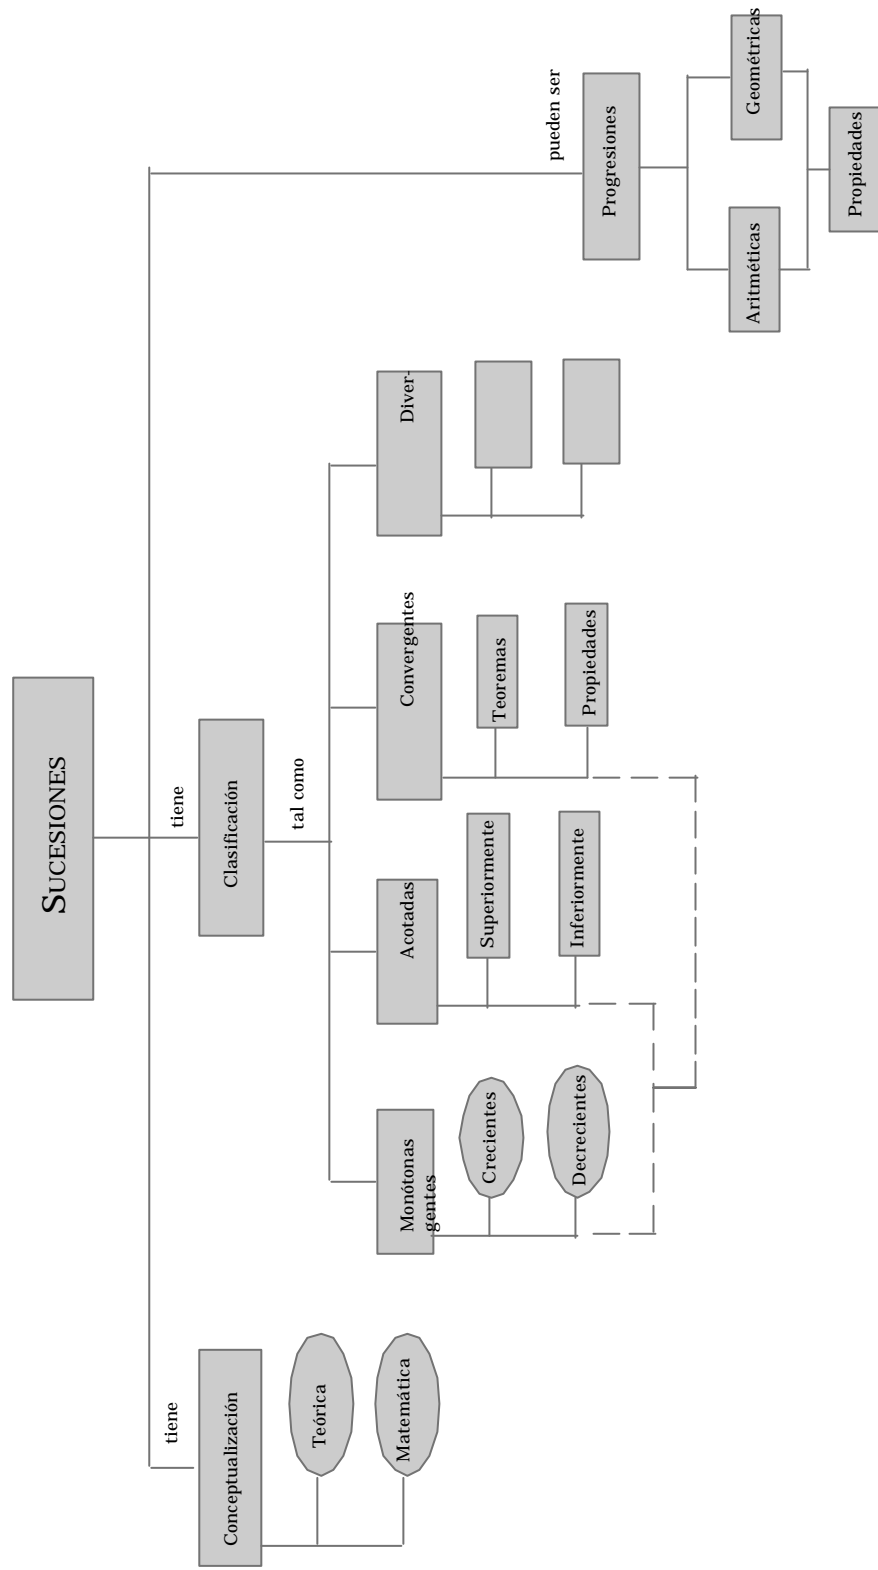 SUCESIONES
tiene
tiene
pueden ser
Conceptualización
Clasificación
Progresiones
Teórica
Matemática
tal como
Aritméticas
Geométricas
Propiedades
Monótonas
gentes
Acotadas
Convergentes
Diver-
Crecientes
Decrecientes
Superiormente
Inferiormente
Teoremas
Propiedades